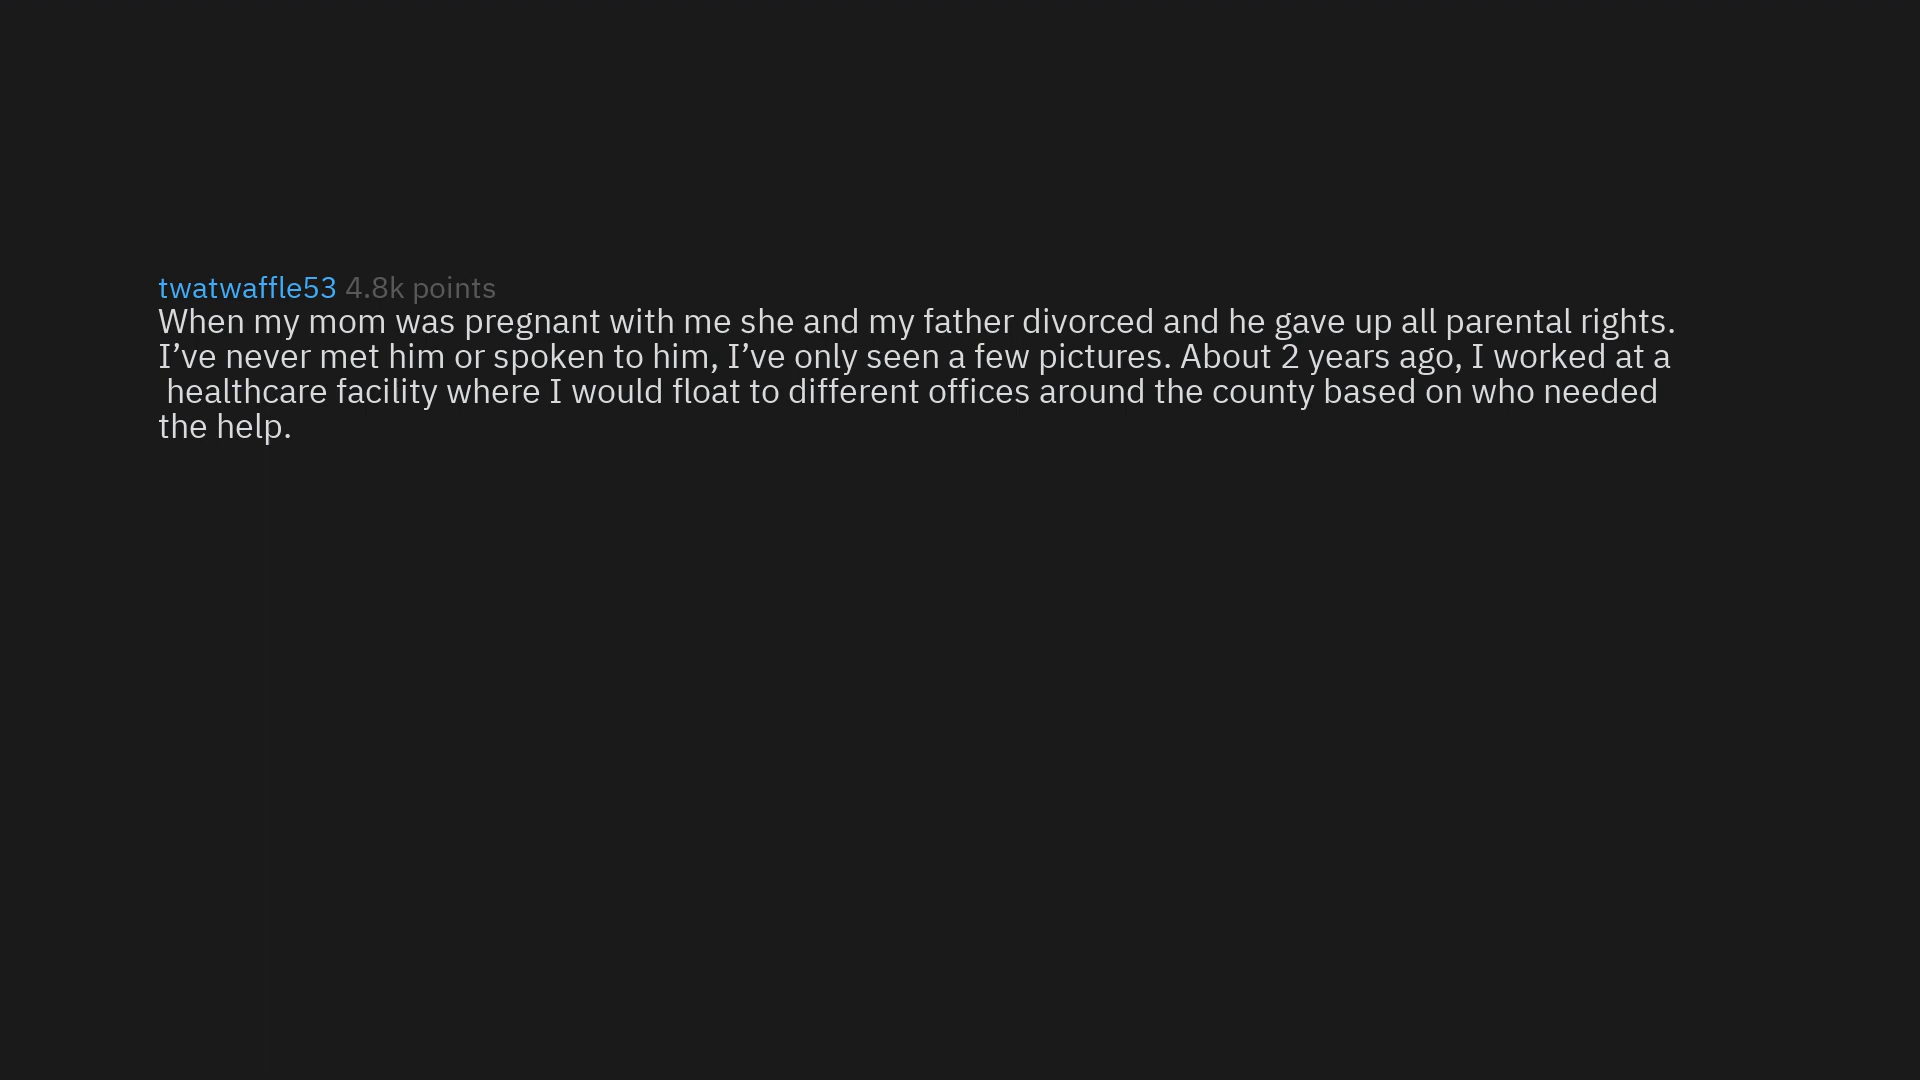 twatwaffle53 4.8k points
When my mom was pregnant with me she and my father divorced and he gave up all parental rights.
I’ve never met him or spoken to him, I’ve only seen a few pictures. About 2 years ago, I worked at a
healthcare facility where I would float to different offices around the county based on who needed
the help.